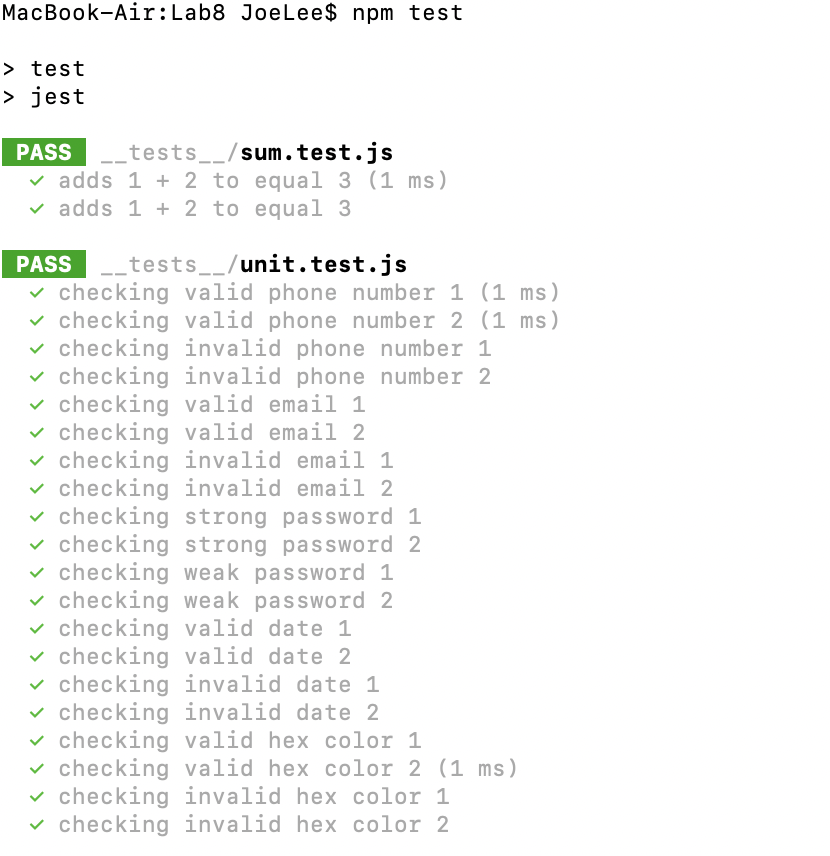 MacBook-Air:Lab8 JoeLee$ npm test
> test
> jest
PASS __tests__/sum.test.js
✓ adds 1 + 2 to equal 3 (1 ms)
✓ adds 1 + 2 to equal 3
PASS __tests__/unit.test.js
✓ checking valid phone number 1 (1 ms)
✓ checking valid phone number 2 (1 ms)
✓ checking invalid phone number 1
✓ checking invalid phone number 2
✓ checking valid email 1
✓ checking valid email 2
✓ checking invalid email 1
✓ checking invalid email 2
✓ checking strong password 1
✓ checking strong password 2
✓ checking weak password 1
✓ checking weak password 2
✓ checking valid date 1
✓ checking valid date 2
✓ checking invalid date 1
✓ checking invalid date 2
✓ checking valid hex color 1
✓ checking valid hex color 2 (1 ms)
✓ checking invalid hex color 1
✓ checking invalid hex color 2